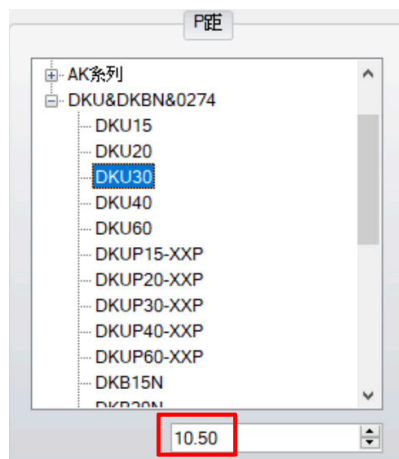 P距
AK系列
DKU&DKBN&0274
DKU15
DKU20
DKU30
DKU40
DKU60
DKUP15-XXP
DKUP20-XXP
DKUP30-XXP
DKUP40-XXP
DKUP60-XXP
DKB15N
DKB20N
10.50